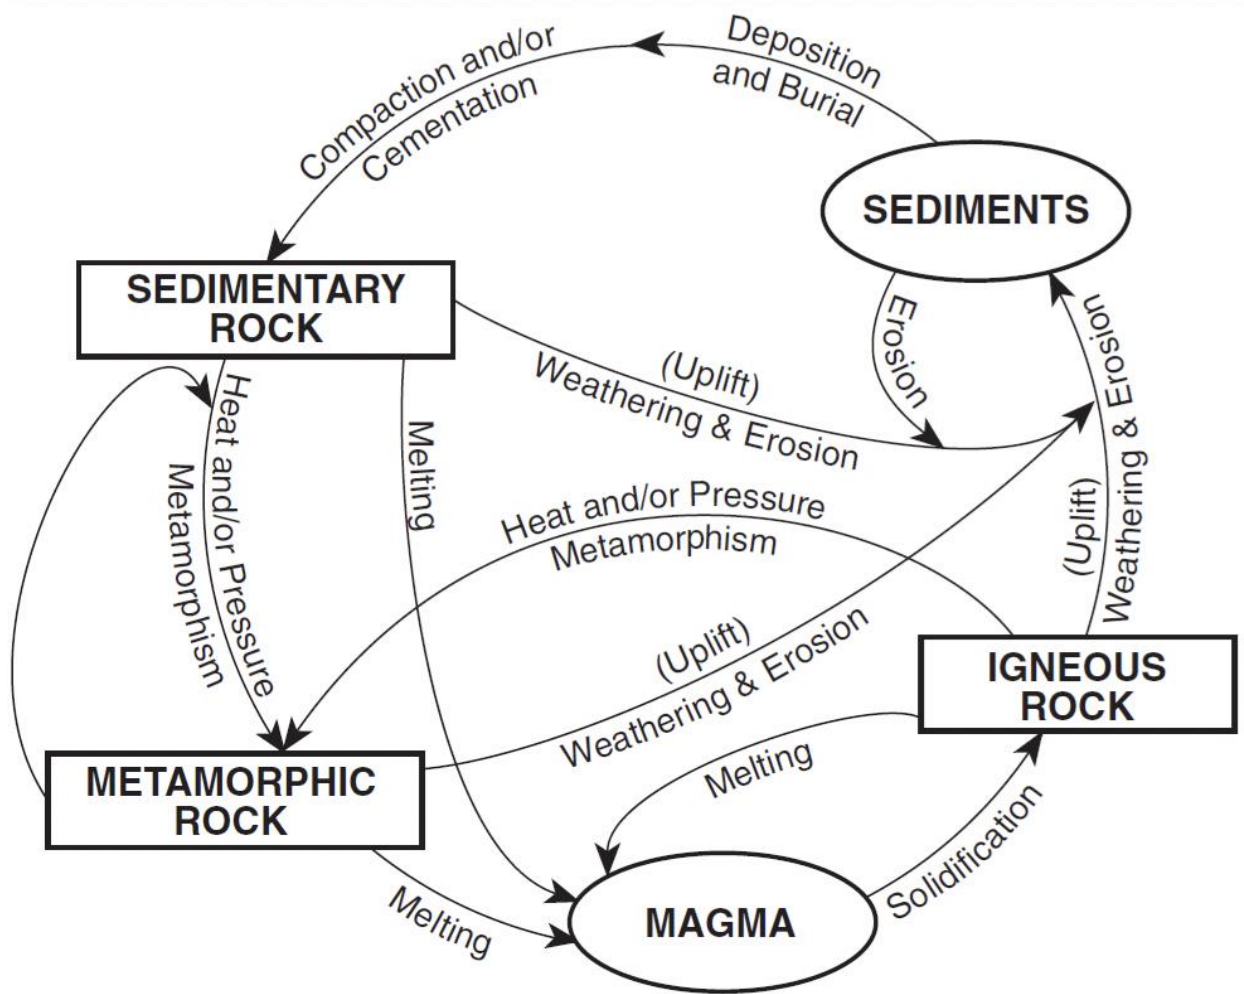 Deposition
and Burial
Compaction and/or
Cementation
SEDIMENTS
SEDIMENTARY
ROCK
Erosion
(Uplift)
Weathering & Erosion
(Uplift)
Weathering & Erosion
Heat and/or Pressure
Metamorphism
Melting
Heat and/or Pressure
Metamorphism
(Uplift)
Weathering & Erosion
IGNEOUS
ROCK
METAMORPHIC
ROCK
Melting
Solidification
Melting
MAGMA